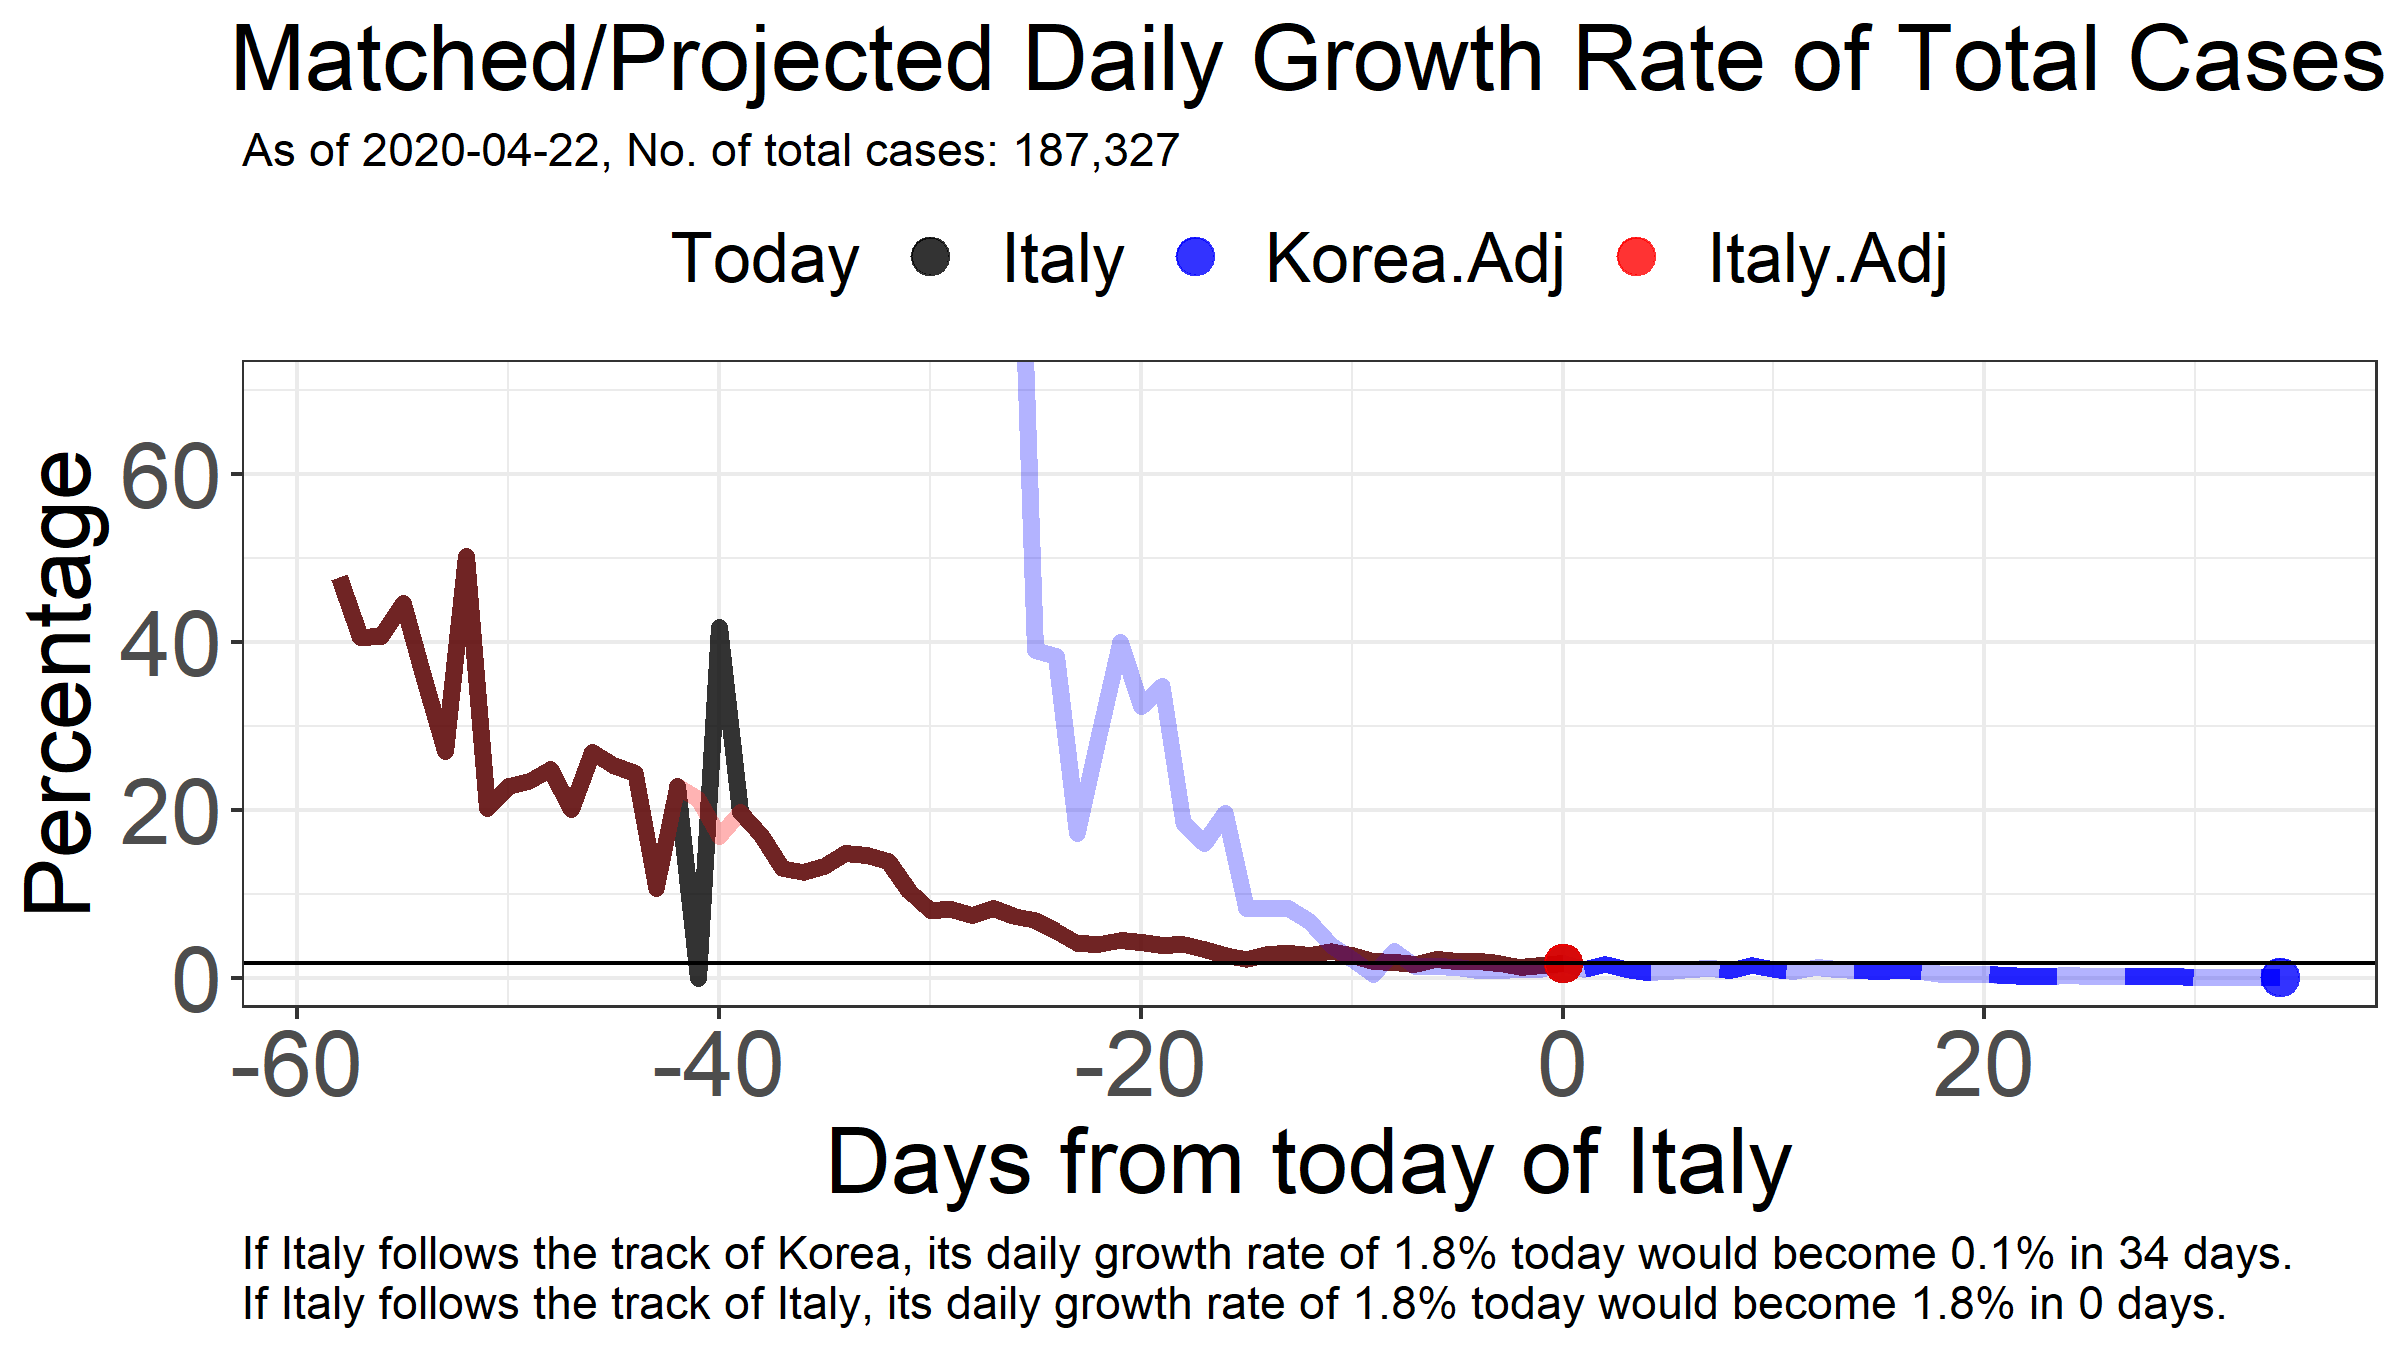 Matched/Projected Daily Growth Rate of Total Cases
As of 2020-04-22, No. of total cases: 187,327
Today Italy Korea.Adj Italy.Adj
Percentage
60
40
20
0
-60 -40 -20 0 20
Days from today of Italy
If Italy follows the track of Korea, its daily growth rate of 1.8% today would become 0.1% in 34 days.
If Italy follows the track of Italy, its daily growth rate of 1.8% today would become 1.8% in 0 days.